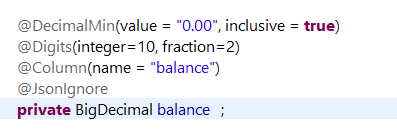 @DecimalMin(value = "0.00", inclusive = true)
@Digits(integer=10, fraction=2)
@Column(name = "balance")
@JsonIgnore
private BigDecimal balance  ;